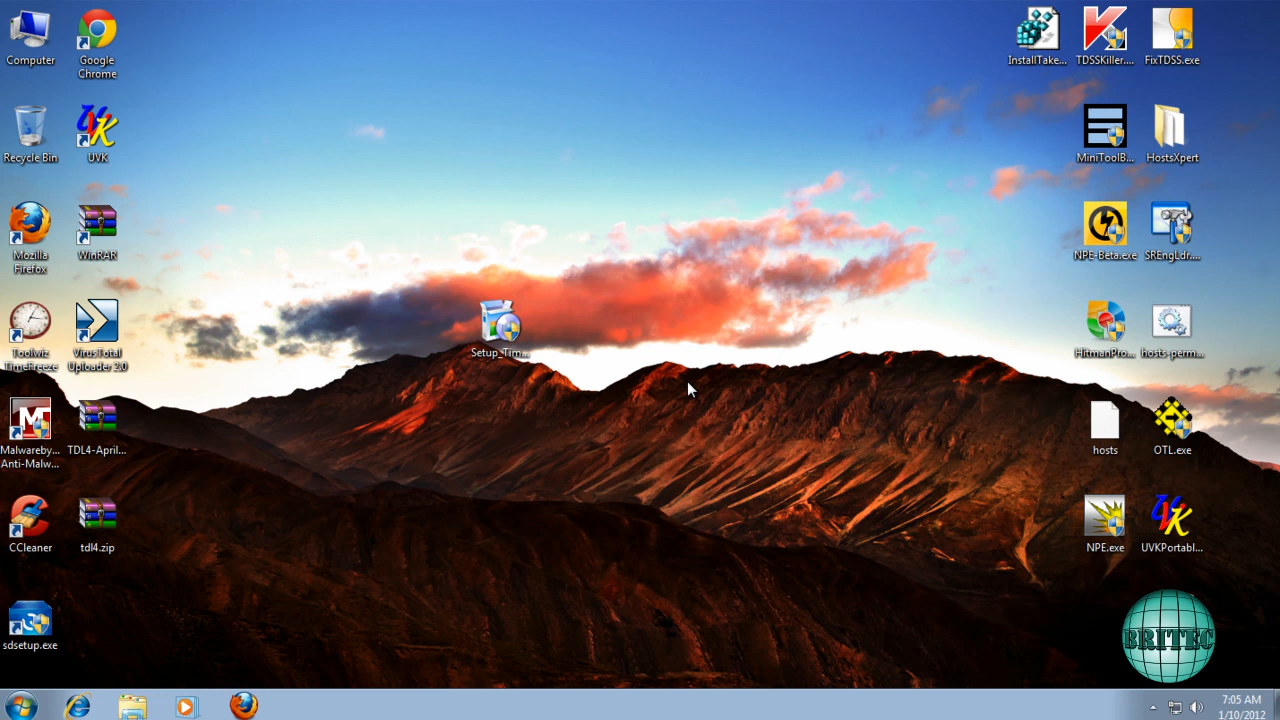 Computer
Google
Chrome
InstallTake...
TDSSKiller....
FixTDSS.exe
Recycle Bin
UVK
MiniToolB...
HostsXpert
Mozilla
Firefox
WinRAR
NPE-Beta.exe
SREngLdr....
Toolwiz
TimeFreeze
VirusTotal
Uploader 2.0
Setup_Tim...
HitmanPro...
hosts-perm...
Malwareby...
Anti-Malw...
TDL4-April...
hosts
OTL.exe
CCleaner
tdl4.zip
NPE.exe
UVKPortabl...
sdsetup.exe
BRITEC
7:05 AM
1/10/2012